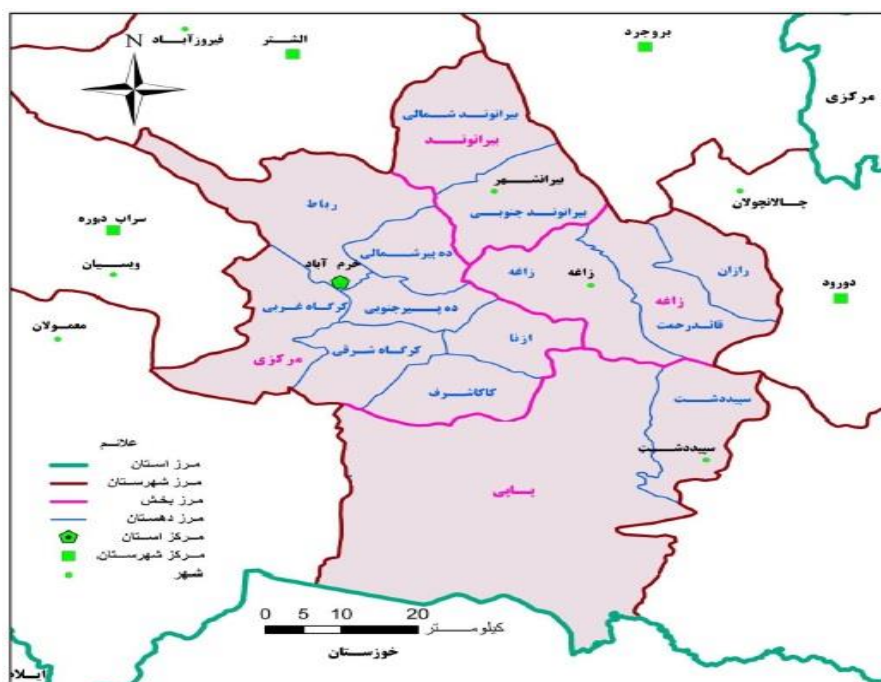 فیروزآباد
الشتر
بروجرد
N
مرکزی
بیرانوند شمالی
بیرانوند
بیرانشهر
چالانچولان
رباط
بیرانوند جنوبی
سراب دوره
ده پیر شمالی
خرم آباد
زاغه
زاغه
رازان
ویسیان
زاغه
دورود
کرگاه غربی
ده پیر جنوبی
قائدرحمت
معمولان
ازنا
کرگاه شرقی
مرکزی
کاکاشرف
سپیددشت
سپیددشت
پاپی
علائم
مرز استان
مرز شهرستان
مرز بخش
مرز دهستان
مرکز استان
مرکز شهرستان
شهر
0 5 10 20
کیلومتر
خوزستان
ایلام